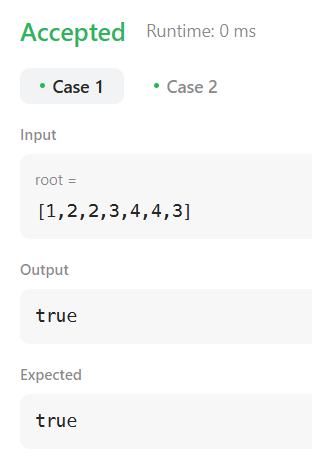 Accepted Runtime: 0 ms
• Case 1 • Case 2
Input
root =
[1,2,2,3,4,4,3]
Output
true
Expected
true